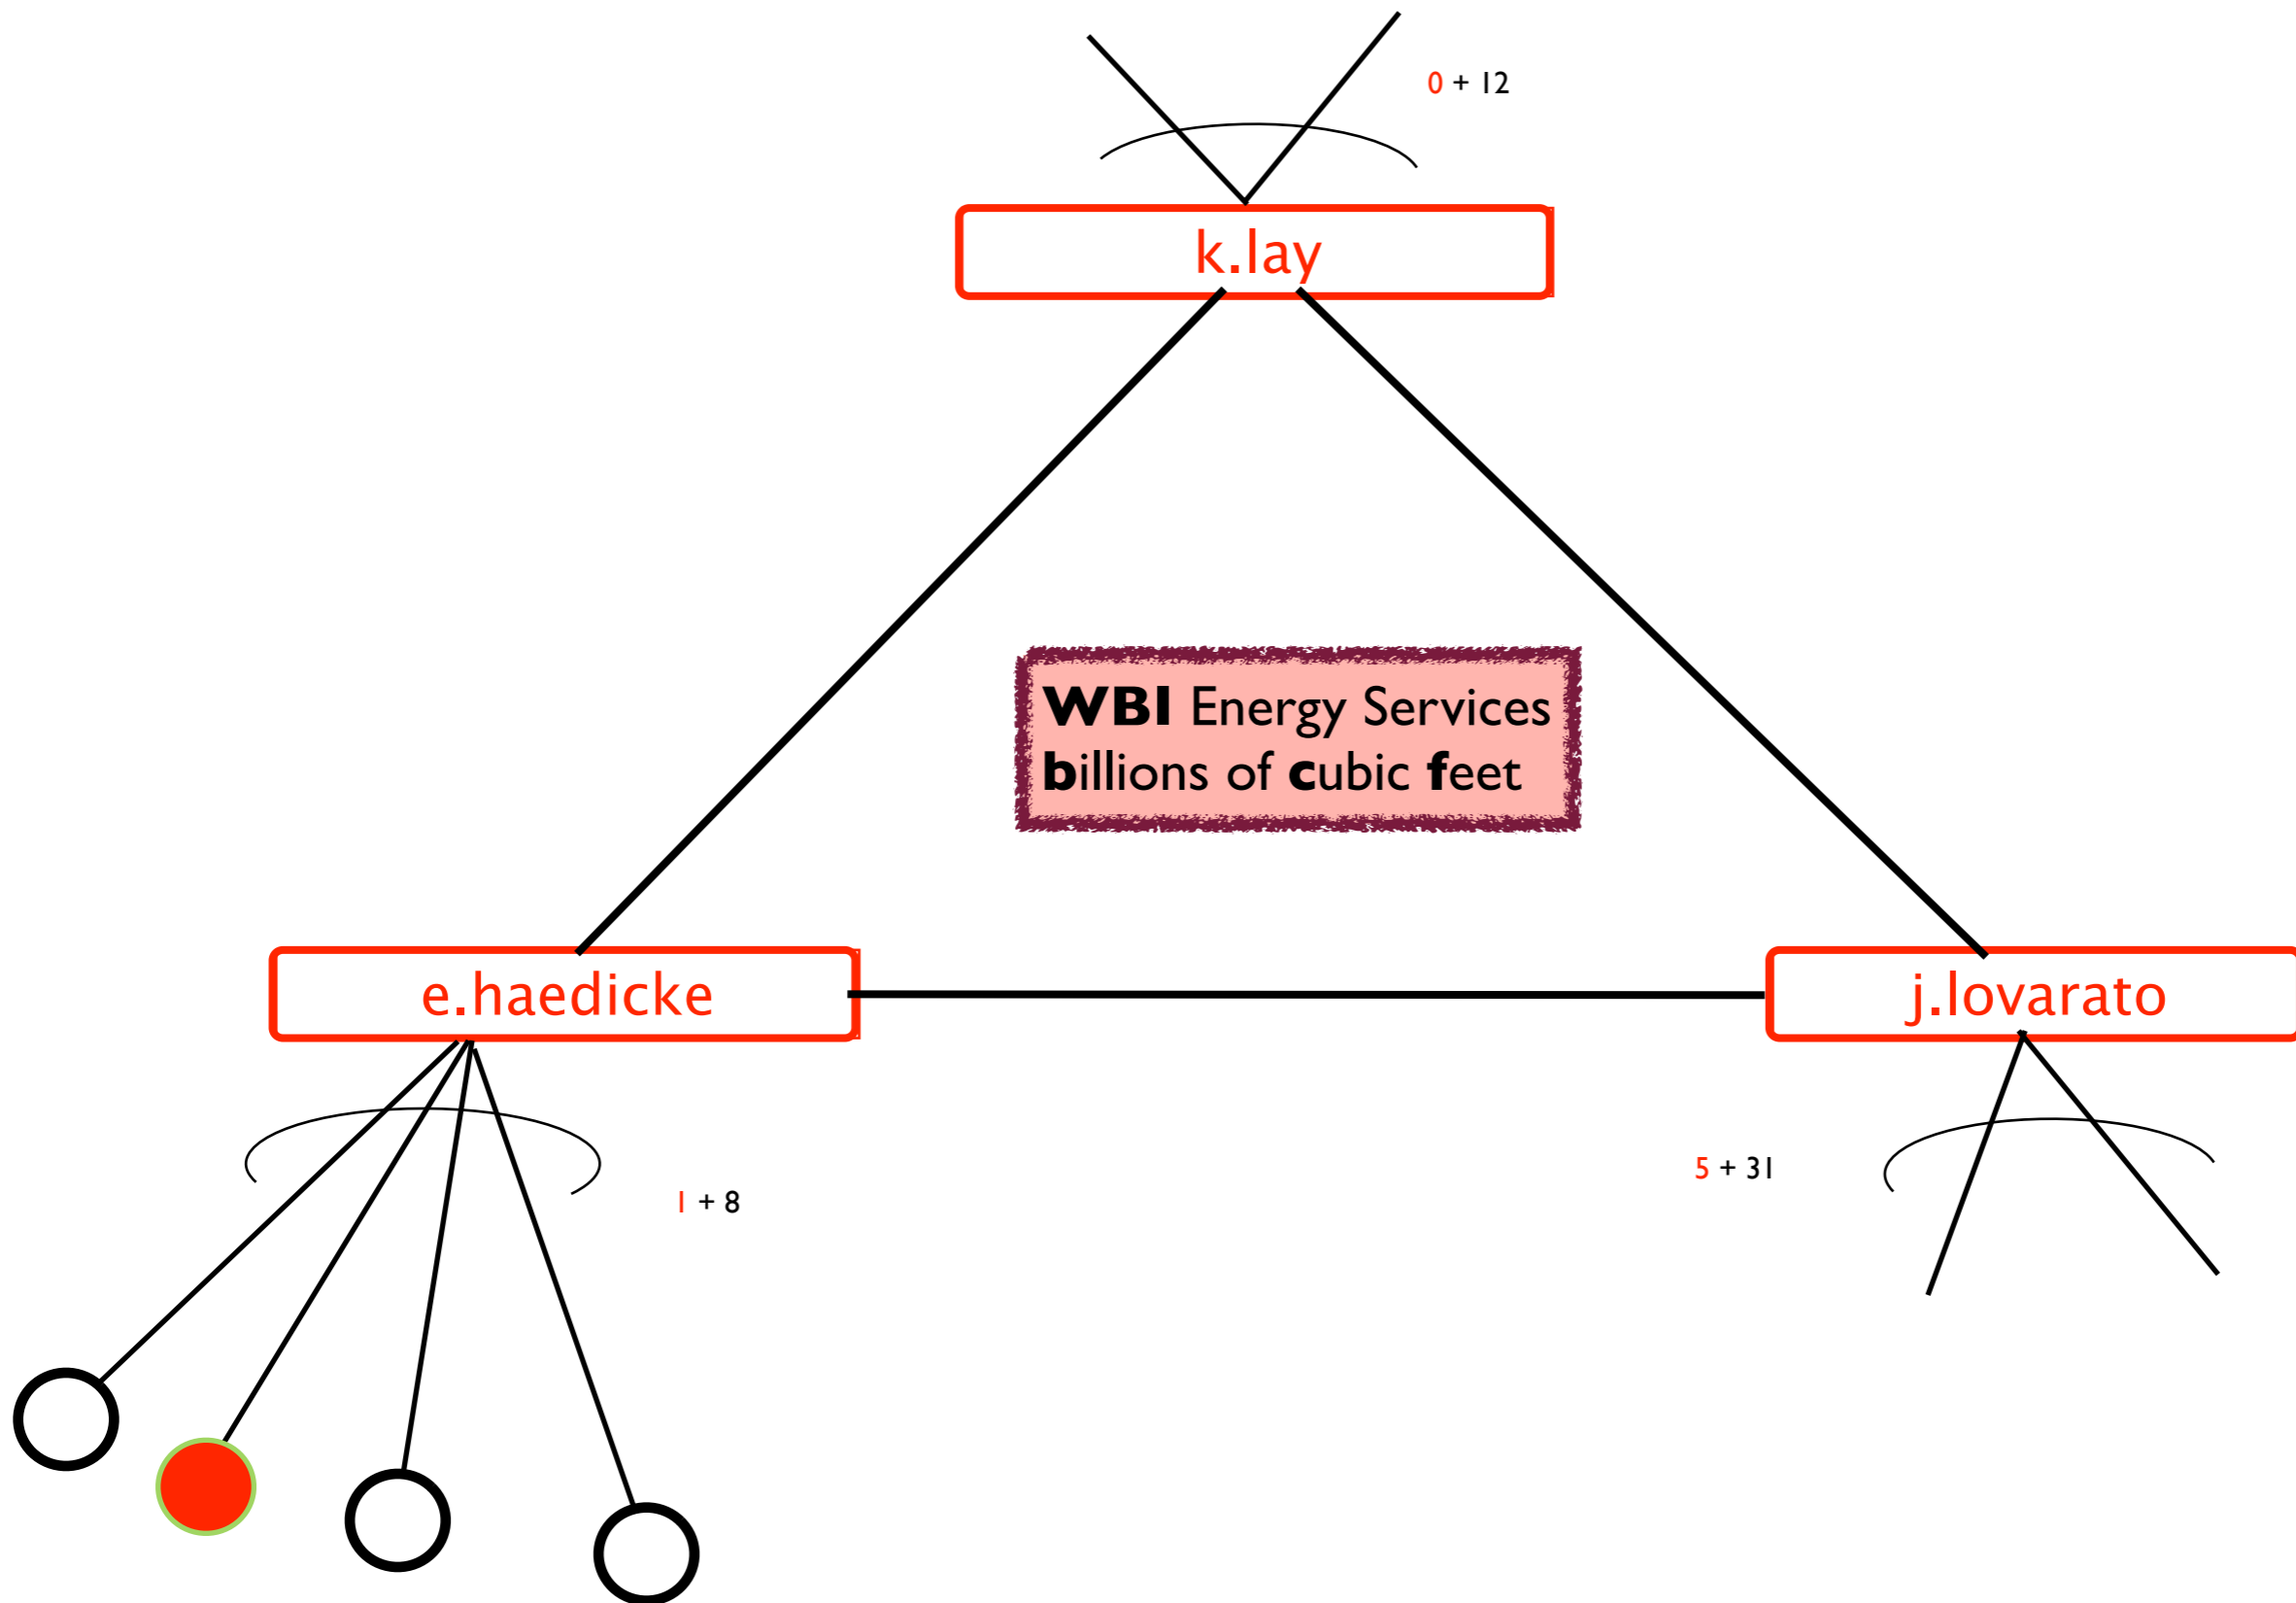 0 + 12
k.lay
WBI Energy Services
billions of cubic feet
e.haedicke
j.lovarato
5 + 31
1 + 8